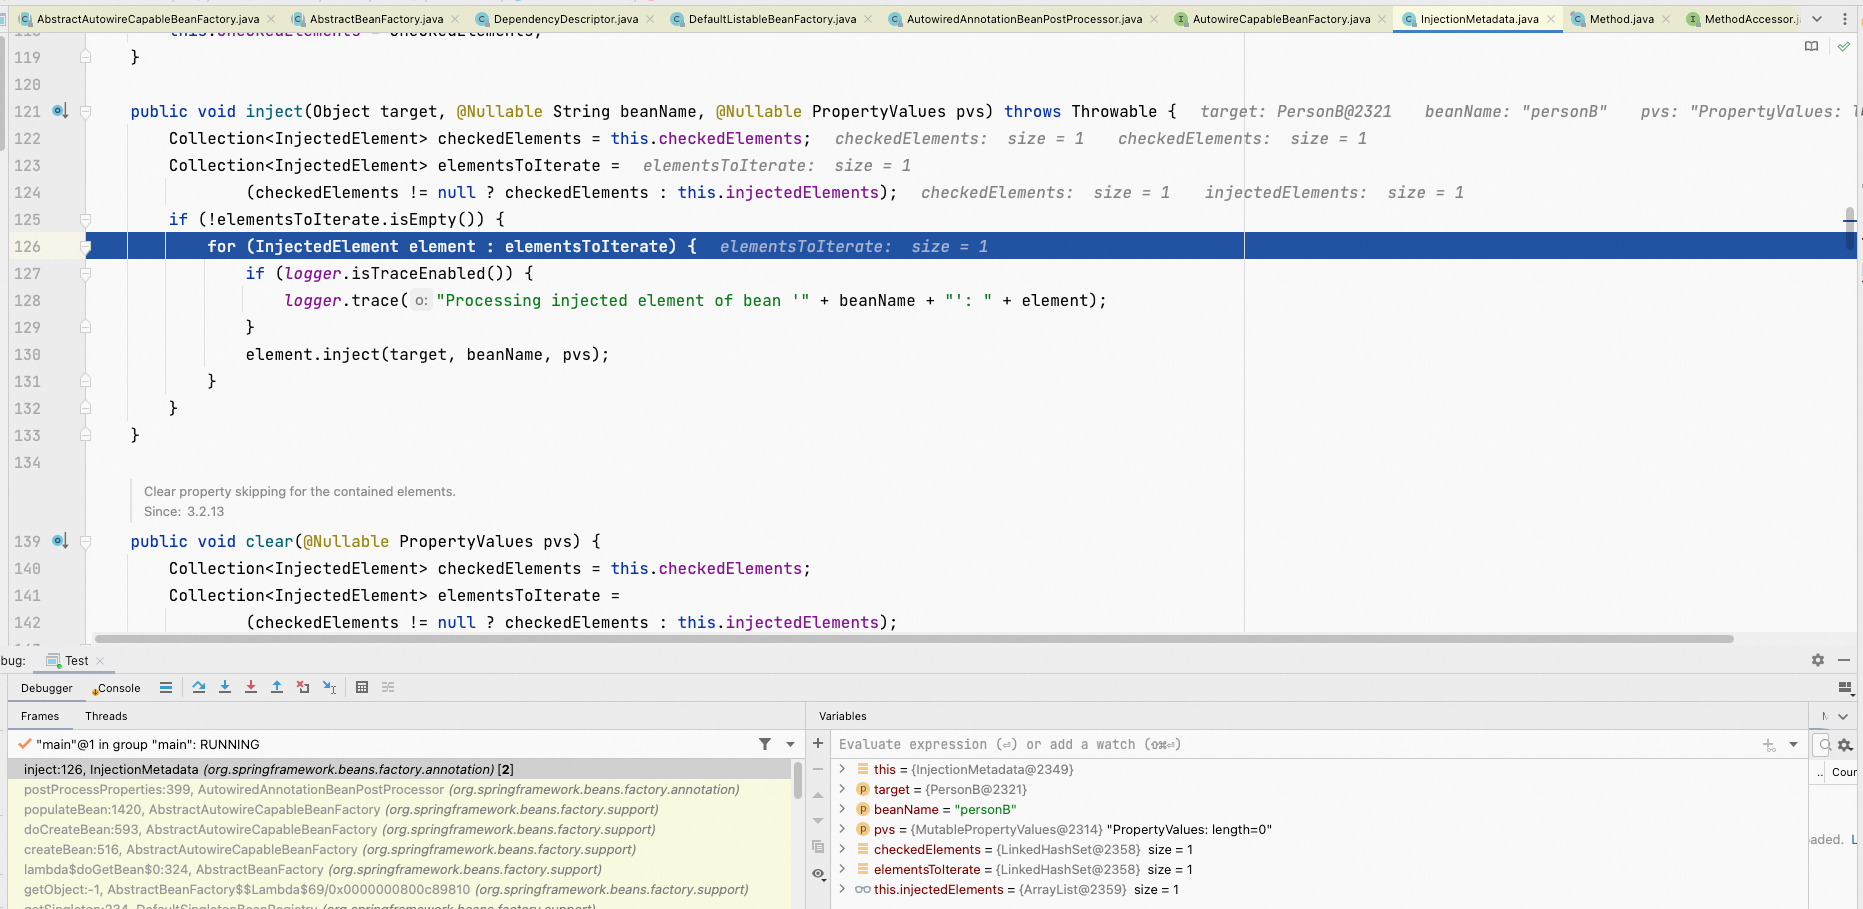 AbstractAutowireCapableBeanFactory.java AbstractBeanFactory.java DependencyDescriptor.java DefaultListableBeanFactory.java AutowiredAnnotationBeanPostProcessor.java AutowireCapableBeanFactory.java InjectionMetadata.java Method.java MethodAccessor.j
118 this.checkedElements = checkedElements;
119 }
120
121 public void inject(Object target, @Nullable String beanName, @Nullable PropertyValues pvs) throws Throwable { target: PersonB@2321 beanName: "personB" pvs: "PropertyValues: l
122 Collection<InjectedElement> checkedElements = this.checkedElements; checkedElements: size = 1 checkedElements: size = 1
123 Collection<InjectedElement> elementsToIterate = elementsToIterate: size = 1
124 (checkedElements != null ? checkedElements : this.injectedElements); checkedElements: size = 1 injectedElements: size = 1
125 if (!elementsToIterate.isEmpty()) {
126 for (InjectedElement element : elementsToIterate) { elementsToIterate: size = 1
127 if (logger.isTraceEnabled()) {
128 logger.trace( o: "Processing injected element of bean '" + beanName + "': " + element);
129 }
130 element.inject(target, beanName, pvs);
131 }
132 }
133 }
134
Clear property skipping for the contained elements.
Since: 3.2.13
139 public void clear(@Nullable PropertyValues pvs) {
140 Collection<InjectedElement> checkedElements = this.checkedElements;
141 Collection<InjectedElement> elementsToIterate =
142 (checkedElements != null ? checkedElements : this.injectedElements);
bug: Test
Debugger Console
Frames Threads
"main"@1 in group "main": RUNNING
inject:126, InjectionMetadata (org.springframework.beans.factory.annotation) [2]
postProcessProperties:399, AutowiredAnnotationBeanPostProcessor (org.springframework.beans.factory.annotation)
populateBean:1420, AbstractAutowireCapableBeanFactory (org.springframework.beans.factory.support)
doCreateBean:593, AbstractAutowireCapableBeanFactory (org.springframework.beans.factory.support)
createBean:516, AbstractAutowireCapableBeanFactory (org.springframework.beans.factory.support)
lambda$doGetBean$0:324, AbstractBeanFactory (org.springframework.beans.factory.support)
getObject:-1, AbstractBeanFactory$$Lambda$69/0x0000000800c89810 (org.springframework.beans.factory.support)
getSingleton:234, DefaultSingletonBeanRegistry (org.springframework.beans.factory.support)
Variables
Evaluate expression (⏎) or add a watch (⇧⌘⏎)
this = {InjectionMetadata@2349}
target = {PersonB@2321}
beanName = "personB"
pvs = {MutablePropertyValues@2314} "PropertyValues: length=0"
checkedElements = {LinkedHashSet@2358} size = 1
elementsToIterate = {LinkedHashSet@2358} size = 1
this.injectedElements = {ArrayList@2359} size = 1
.. Cour
aded. L